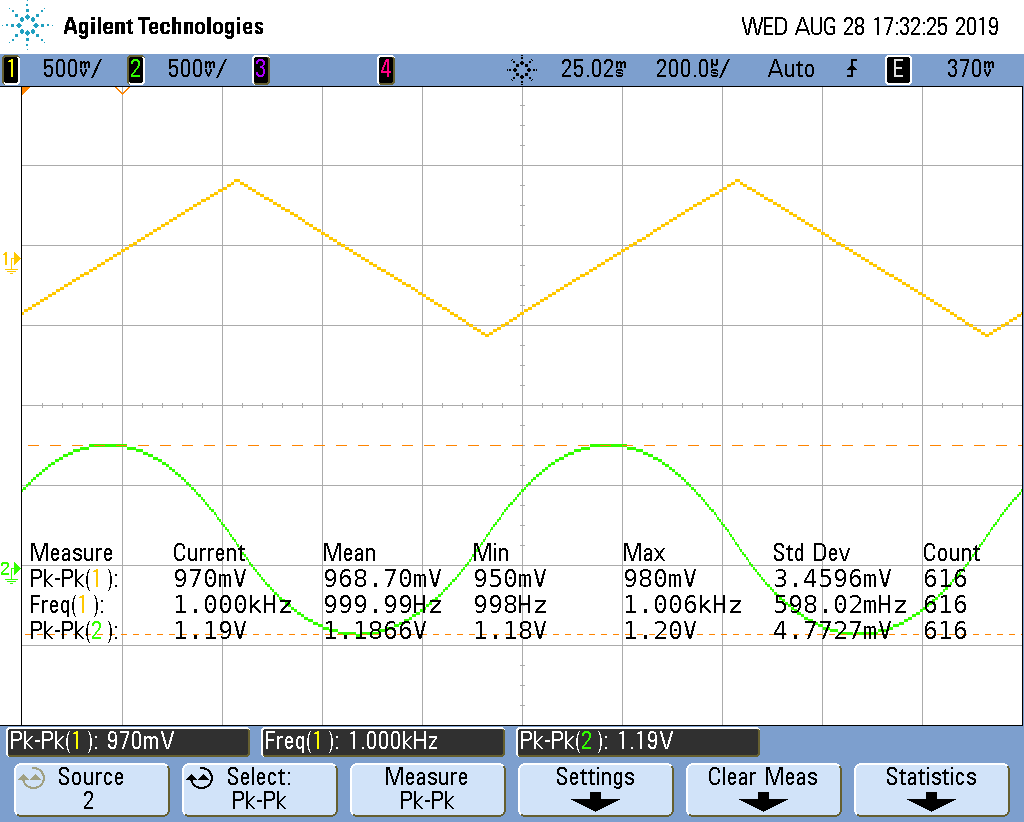 Agilent Technologies WED AUG 28 17:32:25 2019
1 500mV/ 2 500mV/ 3 4 25.02ms 200.0µs/ Auto E 370mV
1
2
Measure Current Mean Min Max Std Dev Count
Pk-Pk(1): 970mV 968.70mV 950mV 980mV 3.4596mV 616
Freq(1): 1.000kHz 999.99Hz 998Hz 1.006kHz 598.02mHz 616
Pk-Pk(2): 1.19V 1.1866V 1.18V 1.20V 4.7727mV 616
Pk-Pk(1): 970mV Freq(1): 1.000kHz Pk-Pk(2): 1.19V
Source Select: Measure Settings Clear Meas Statistics
2 Pk-Pk Pk-Pk